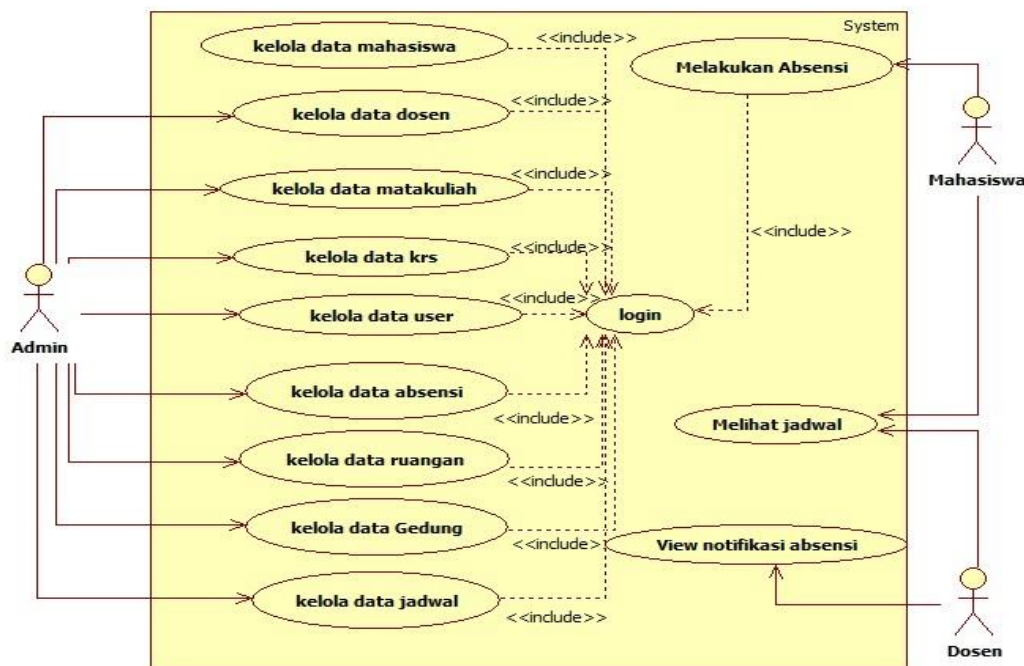 System
kelola data mahasiswa
<<include>>
Melakukan Absensi
kelola data dosen
<<include>>
Mahasiswa
kelola data matakuliah
<<include>>
<<include>>
kelola data krs
<<include>>
kelola data user
<<include>>
login
Admin
kelola data absensi
<<include>>
Melihat jadwal
kelola data ruangan
<<include>>
kelola data Gedung
<<include>
View notifikasi absensi
kelola data jadwal
<<include>>
Dosen